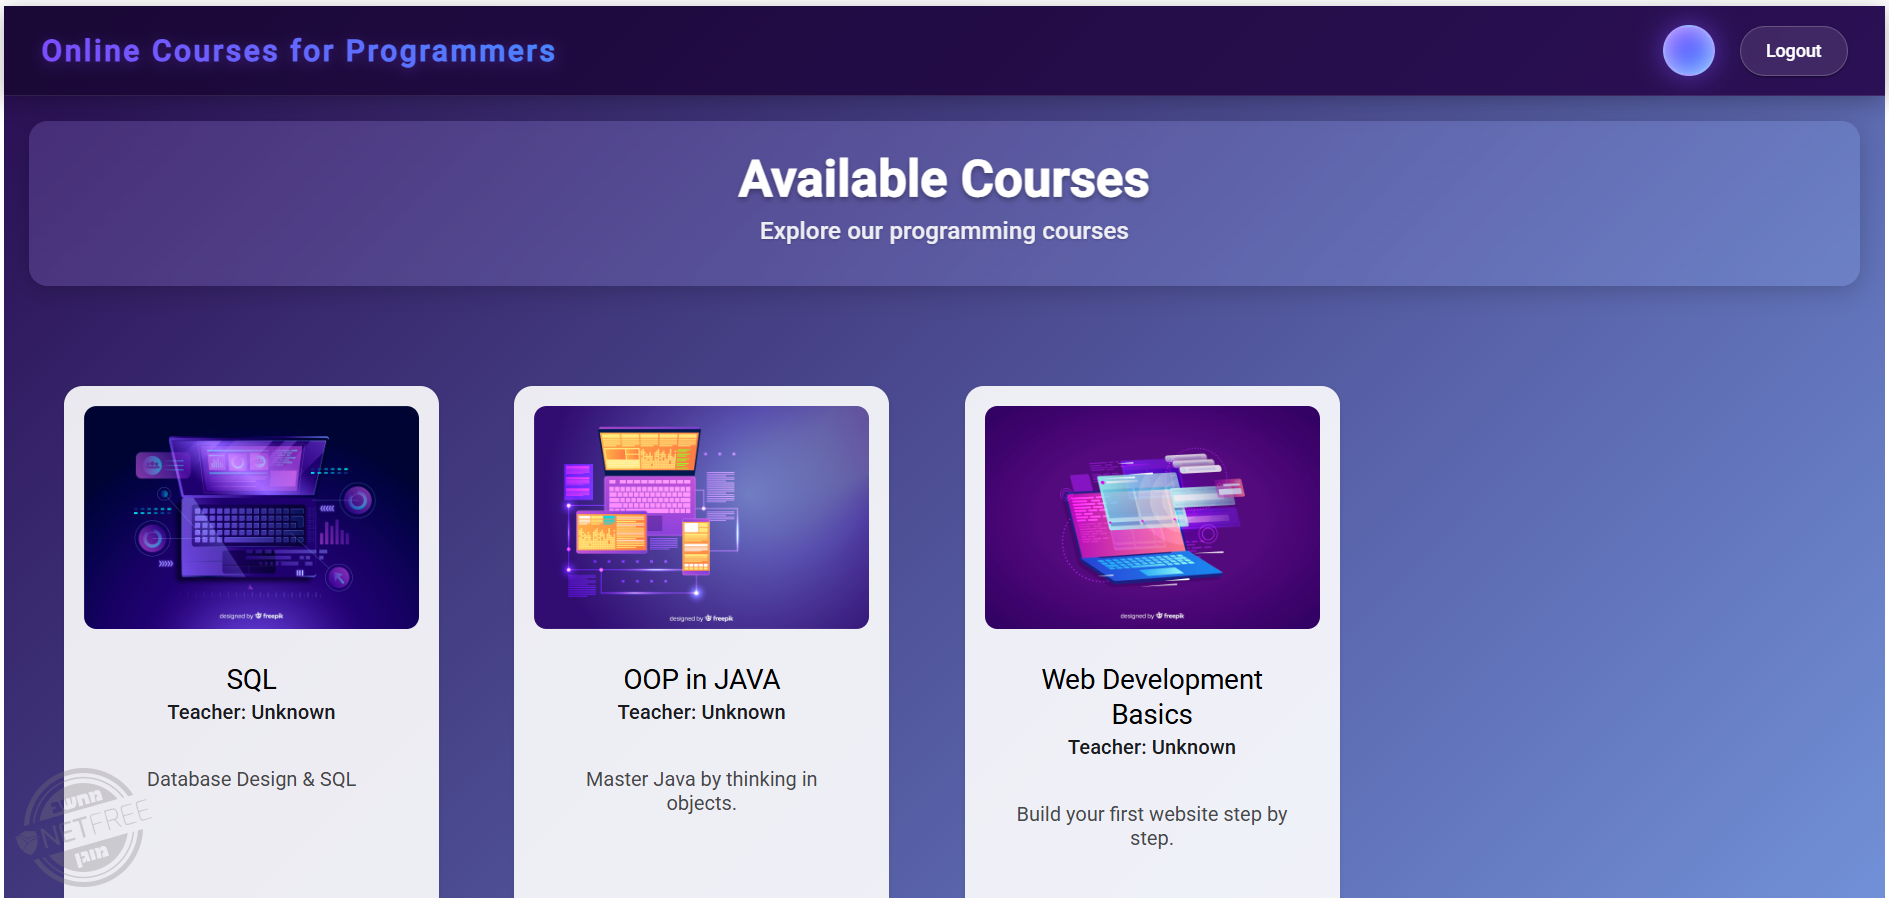 Online Courses for Programmers
Logout
Available Courses
Explore our programming courses
designed by freepik
designed by freepik
designed by freepik
SQL
Teacher: Unknown
Database Design & SQL
OOP in JAVA
Teacher: Unknown
Master Java by thinking in
objects.
Web Development
Basics
Teacher: Unknown
Build your first website step by
step.
מחשב
NETFREE
מוגן